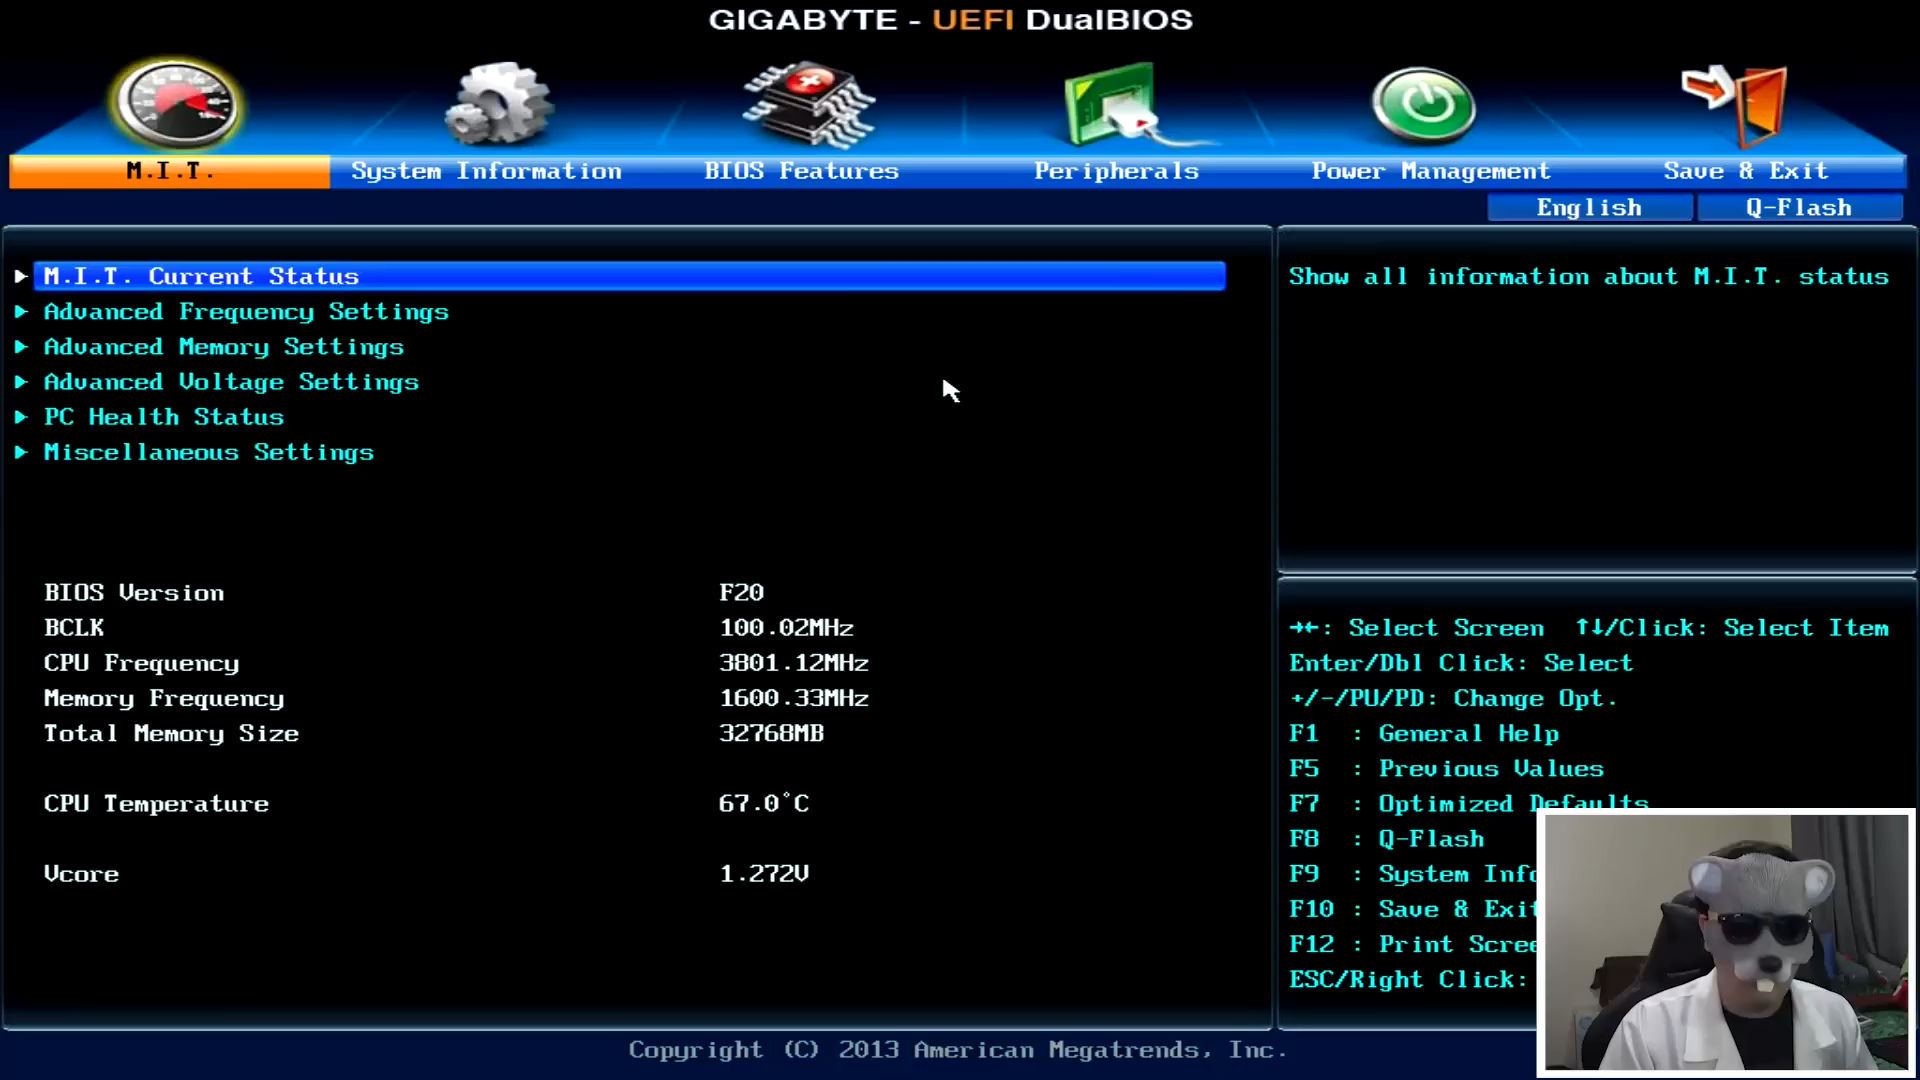 GIGABYTE - UEFI DualBIOS
M.I.T.
System Information
BIOS Features
Peripherals
Power Management
Save & Exit
English
Q-Flash
M.I.T. Current Status
Advanced Frequency Settings
Advanced Memory Settings
Advanced Voltage Settings
PC Health Status
Miscellaneous Settings
BIOS Version F20
BCLK 100.02MHz
CPU Frequency 3801.12MHz
Memory Frequency 1600.33MHz
Total Memory Size 32768MB
CPU Temperature 67.0°C
Vcore 1.272V
Show all information about M.I.T. status
→←: Select Screen ↑↓/Click: Select Item
Enter/Dbl Click: Select
+/-/PU/PD: Change Opt.
F1 : General Help
F5 : Previous Values
F7 : Optimized Defaults
F8 : Q-Flash
F9 : System
F10 : Save & Exit
F12 : Print
ESC/Right Click:
Copyright (C) 2013 American Megatrends, Inc.